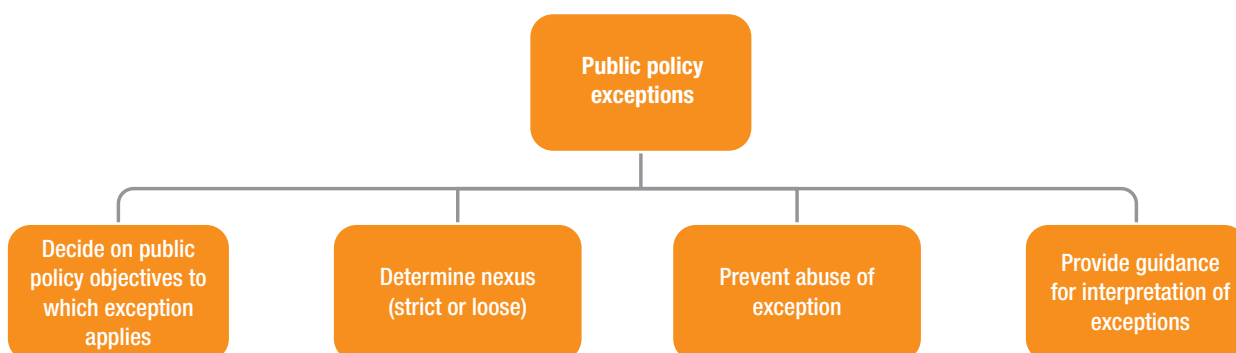 Public policy
exceptions
Decide on public
policy objectives to
which exception
applies
Determine nexus
(strict or loose)
Prevent abuse of
exception
Provide guidance
for interpretation of
exceptions